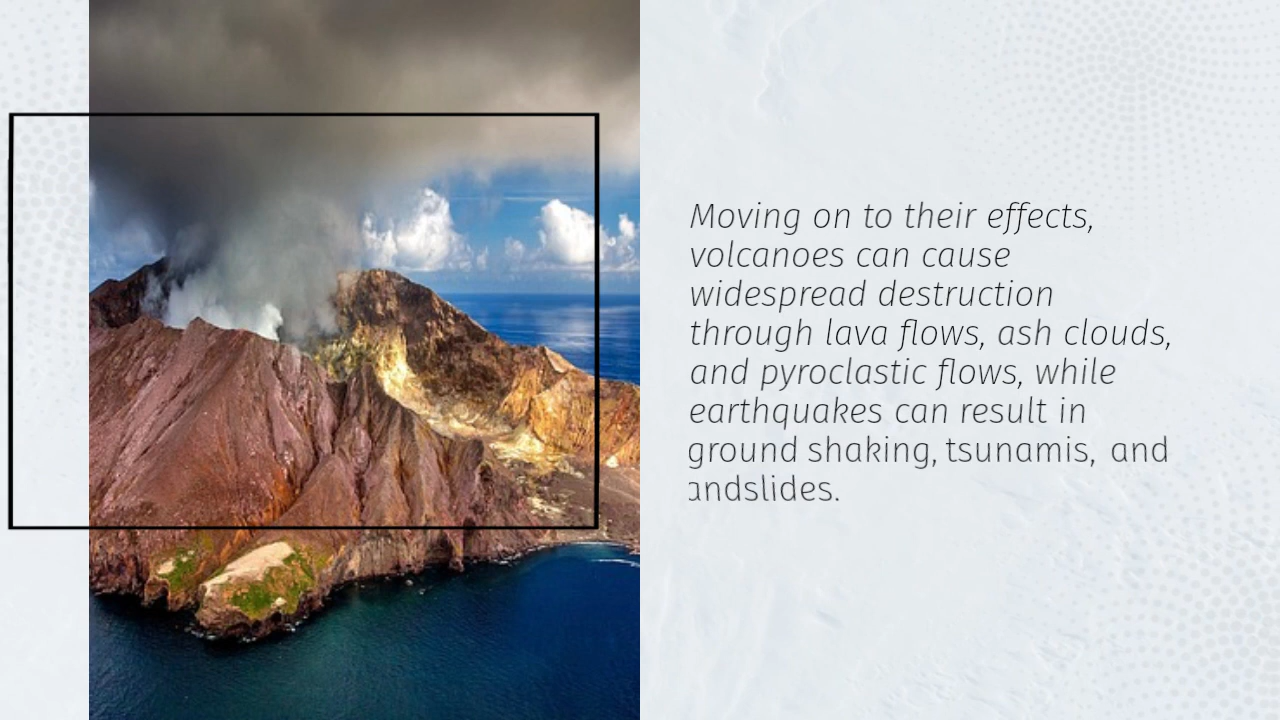 Moving on to their effects,
volcanoes can cause
widespread destruction
through lava flows, ash clouds,
and pyroclastic flows, while
earthquakes can result in
ground shaking, tsunamis, and
andslides.